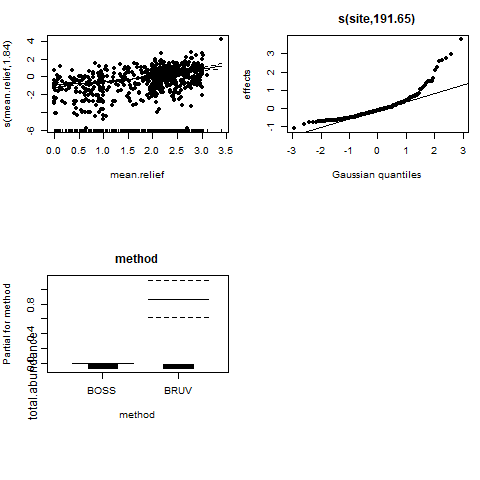 s(mean.relief,1.84)
4
2
0
-2
-6
0.0 0.5 1.0 1.5 2.0 2.5 3.0 3.5
mean.relief
s(site,191.65)
effects
3
2
1
0
-1
-3 -2 -1 0 1 2 3
Gaussian quantiles
method
Partial for method
total.abundance
0.8
0.4
BOSS BRUV
method